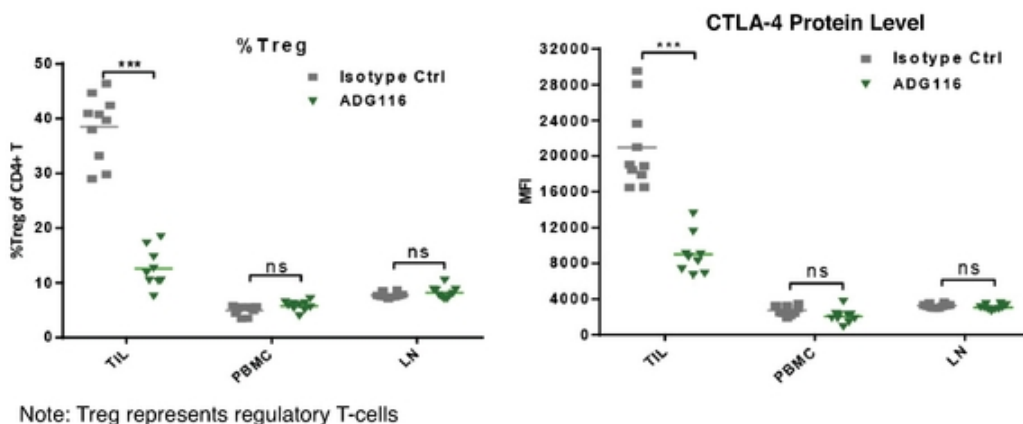 % Treg
%Treg of CD4+ T
50
40
30
20
10
0
***
ns
ns
Isotype Ctrl
ADG116
TIL
PBMC
LN
CTLA-4 Protein Level
MFI
32000
28000
24000
20000
16000
12000
8000
4000
0
***
ns
ns
Isotype Ctrl
ADG116
TIL
PBMC
LN
Note: Treg represents regulatory T-cells